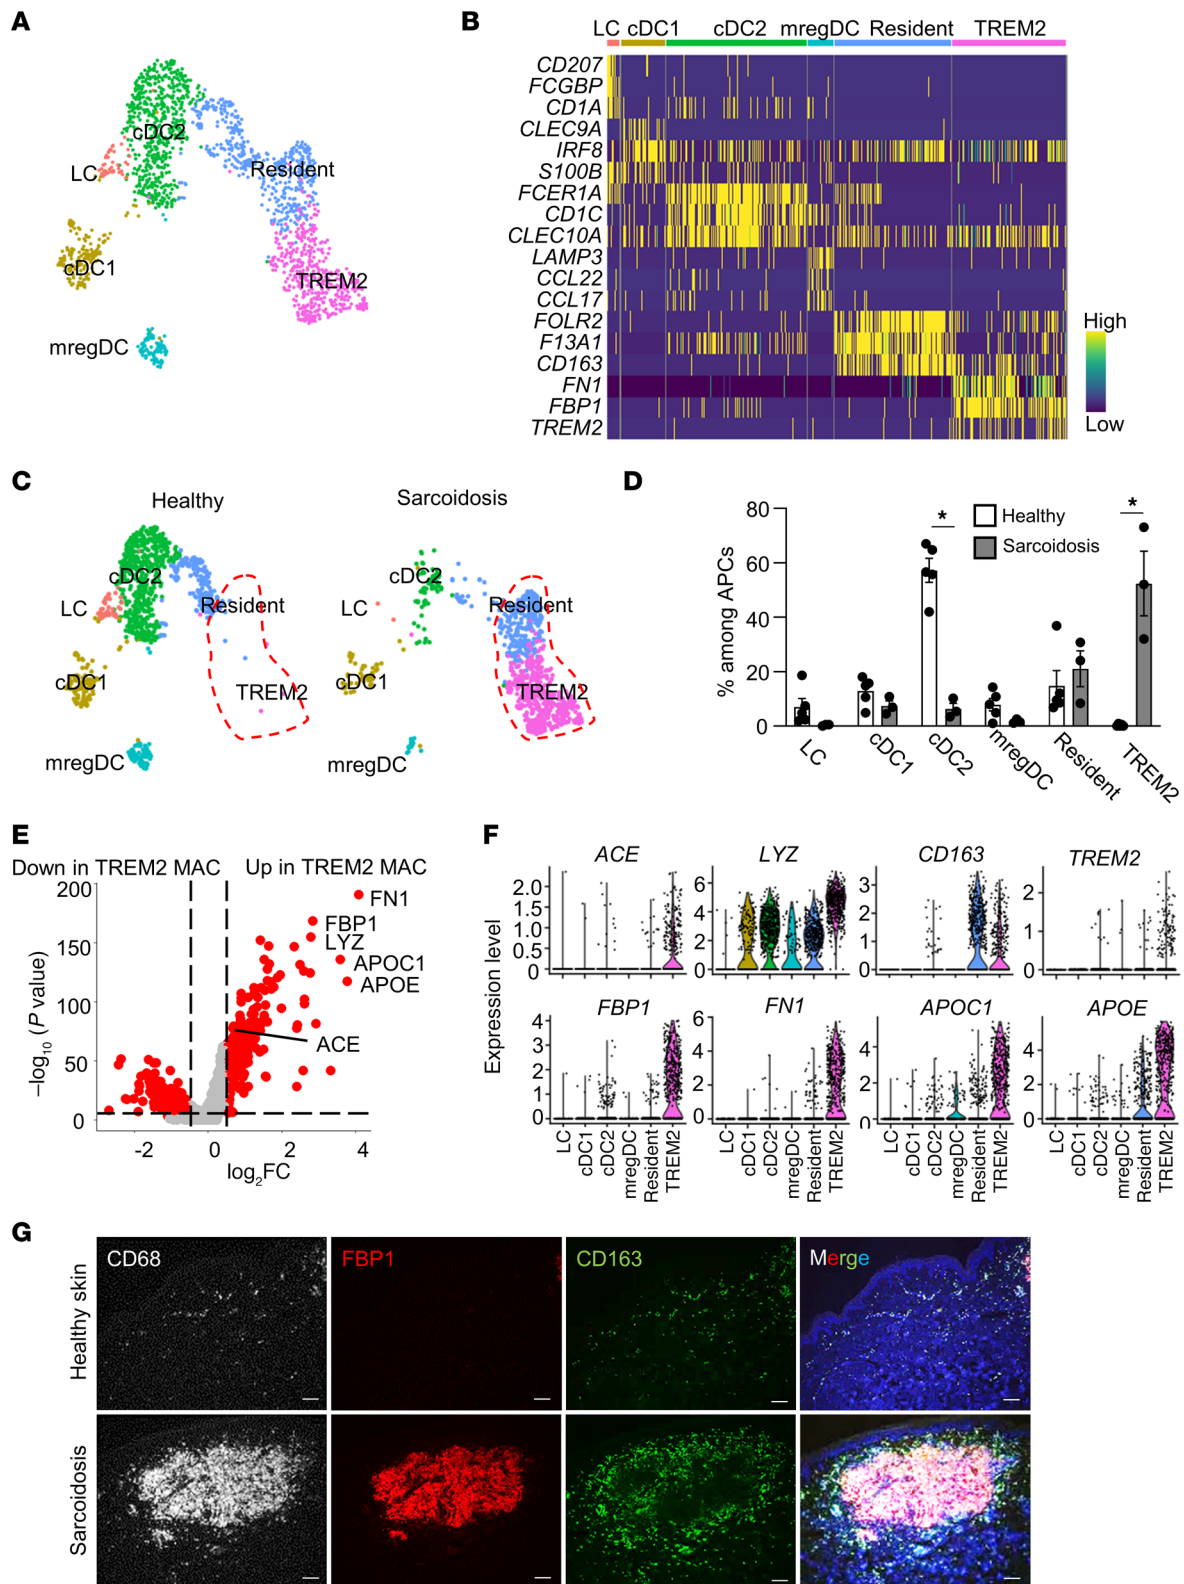 A
cDC2
LC
Resident
cDC1
TREM2
mregDC
B
LC cDC1 cDC2 mregDC Resident TREM2
CD207
FCGBP
CD1A
CLEC9A
IRF8
S100B
FCER1A
CD1C
CLEC10A
LAMP3
CCL22
CCL17
FOLR2
F13A1
CD163
FN1
FBP1
TREM2
High
Low
C
Healthy
Sarcoidosis
cDC2
LC
Resident
cDC1
TREM2
mregDC
cDC2
LC
Resident
cDC1
TREM2
mregDC
D
% among APCs
80
60
40
20
0
*
*
Healthy
Sarcoidosis
LC
cDC1
cDC2
mregDC
Resident
TREM2
E
Down in TREM2 MAC
Up in TREM2 MAC
–log10 (P value)
200
150
100
50
0
FN1
FBP1
LYZ
APOC1
APOE
ACE
-2 0 2 4
log2FC
F
Expression level
ACE
2.0
1.5
1.0
0.5
0
LYZ
6
4
2
0
CD163
3
2
1
0
TREM2
2
1
0
FBP1
4
3
2
1
0
FN1
6
4
2
0
APOC1
4
2
0
APOE
4
2
0
LC
cDC1
cDC2
mregDC
Resident
TREM2
LC
cDC1
cDC2
mregDC
Resident
TREM2
LC
cDC1
cDC2
mregDC
Resident
TREM2
LC
cDC1
cDC2
mregDC
Resident
TREM2
G
Healthy skin
CD68
FBP1
CD163
Merge
Sarcoidosis